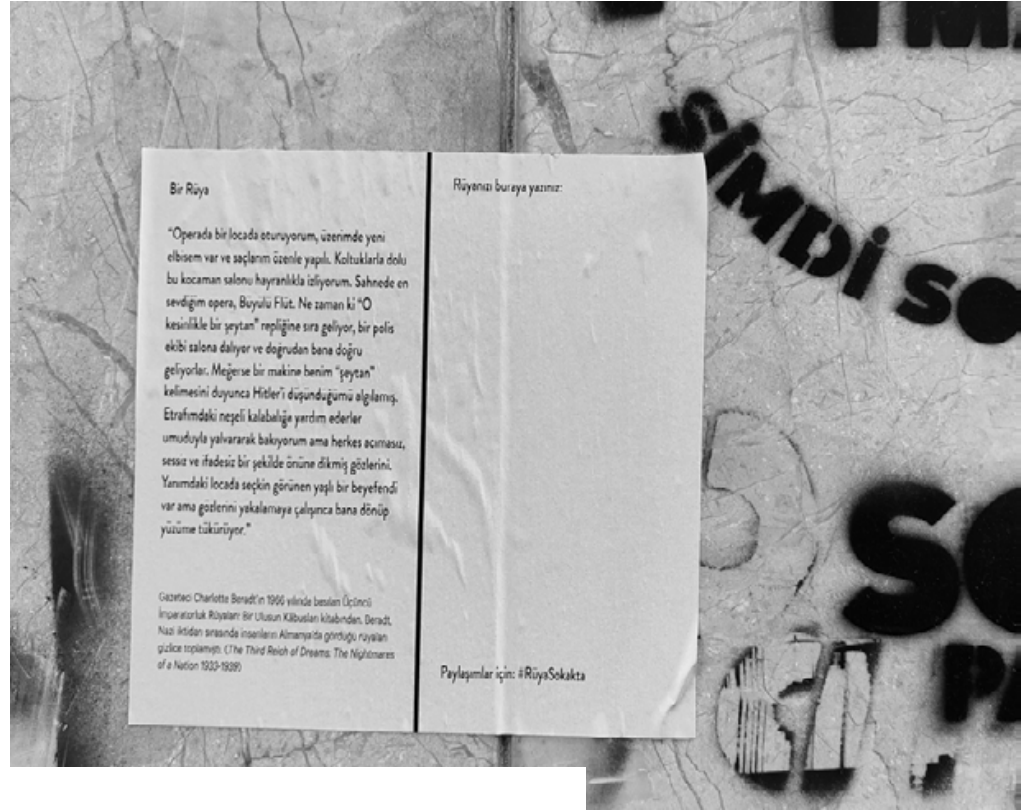 Bir Rüya
"Operada bir locada oturuyorum, üzerimde yeni
elbisem var ve saçlarım özenle yapılı. Koltuklarla dolu
bu kocaman salonu hayranlıkla izliyorum. Sahnede en
sevdiğim opera, Büyülü Flüt. Ne zaman ki "O
kesinlikle bir şeytan" repliğine sıra geliyor, bir polis
ekibi salona dalıyor ve doğrudan bana doğru
geliyorlar. Meğerse bir makine benim "şeytan"
kelimesini duyunca Hitler'i düşündüğümü algılamış.
Etrafımdaki neşeli kalabalığa yardım ederler
umuduyla yalvararak bakıyorum ama herkes acımasız,
sessiz ve ifadesiz bir şekilde önüne dikmiş gözlerini.
Yanımdaki locada seçkin görünen yaşlı bir beyefendi
var ama gözlerini yakalamaya çalışınca bana dönüp
yüzüme tükürüyor."
Gazeteci Charlotte Beradt'ın 1966 yılında basılan Üçüncü
İmparatorluk Rüyaları: Bir Ulusun Kâbusları kitabından. Beradt,
Nazi iktidarı sırasında insanların Almanya'da gördüğü rüyaları
gizlice toplamıştı. (The Third Reich of Dreams: The Nightmares
of a Nation 1933-1939)
Rüyanızı buraya yazınız:
Paylaşımlar için: #RüyaSokakta
ŞİMDİ SO
SO